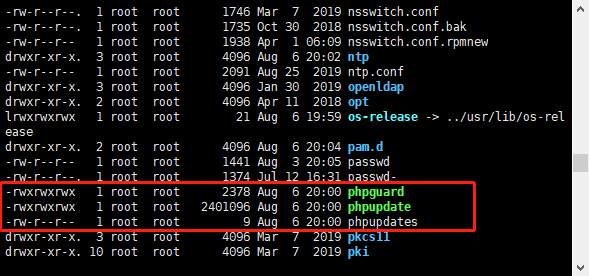 -rw-r--r--. 1 root root 1746 Mar 7 2019 nsswitch.conf
-rw-r--r--. 1 root root 1735 Oct 30 2018 nsswitch.conf.bak
-rw-r--r-- 1 root root 1938 Apr 1 06:09 nsswitch.conf.rpmnew
drwxr-xr-x. 3 root root 4096 Aug 6 20:02 ntp
-rw-r--r-- 1 root root 2091 Aug 25 2019 ntp.conf
drwxr-xr-x. 3 root root 4096 Jan 30 2019 openldap
drwxr-xr-x. 2 root root 4096 Apr 11 2018 opt
lrwxrwxrwx 1 root root 21 Aug 6 19:59 os-release -> ../usr/lib/os-rel
ease
drwxr-xr-x. 2 root root 4096 Aug 6 20:04 pam.d
-rw-r--r-- 1 root root 1441 Aug 3 20:05 passwd
-rw-r--r--. 1 root root 1374 Jul 12 16:31 passwd-
-rwxrwxrwx 1 root root 2378 Aug 6 20:00 phpguard
-rwxrwxrwx 1 root root 2401096 Aug 6 20:00 phpupdate
-rw-r--r-- 1 root root 9 Aug 6 20:00 phpupdates
drwxr-xr-x. 3 root root 4096 Mar 7 2019 pkcs11
drwxr-xr-x. 10 root root 4096 Mar 7 2019 pki